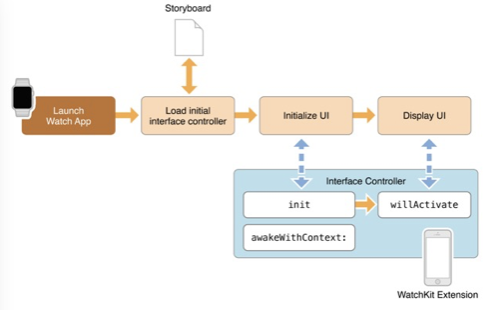 Storyboard
Launch
Watch App
Load initial
interface controller
Initialize UI
Display UI
Interface Controller
init
willActivate
awakeWithContext:
WatchKit Extension